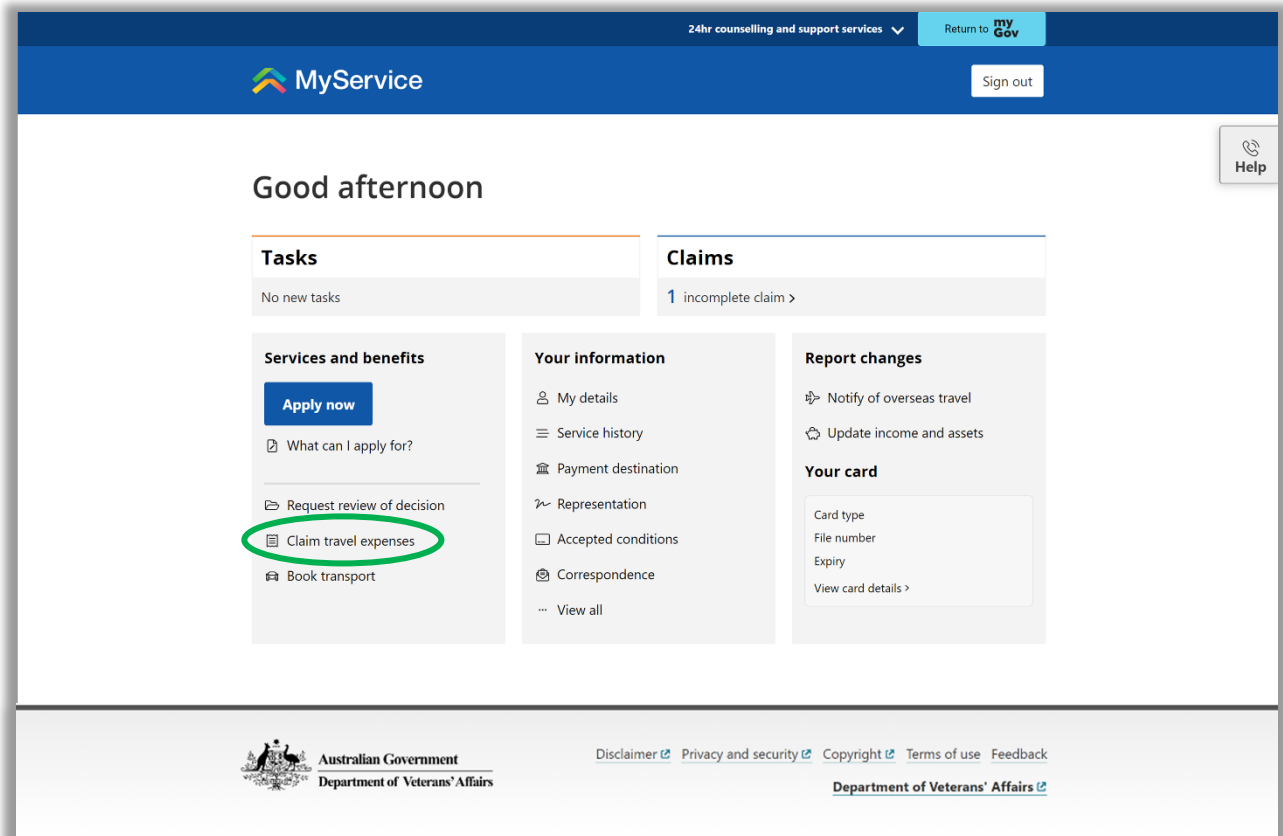 24hr counselling and support services
Return to myGov
MyService
Sign out
Help
Good afternoon
Tasks
No new tasks
Claims
1 incomplete claim >
Services and benefits
Apply now
What can I apply for?
Request review of decision
Claim travel expenses
Book transport
Your information
My details
Service history
Payment destination
Representation
Accepted conditions
Correspondence
View all
Report changes
Notify of overseas travel
Update income and assets
Your card
Card type
File number
Expiry
View card details >
Australian Government
Department of Veterans' Affairs
Disclaimer Privacy and security Copyright Terms of use Feedback
Department of Veterans' Affairs